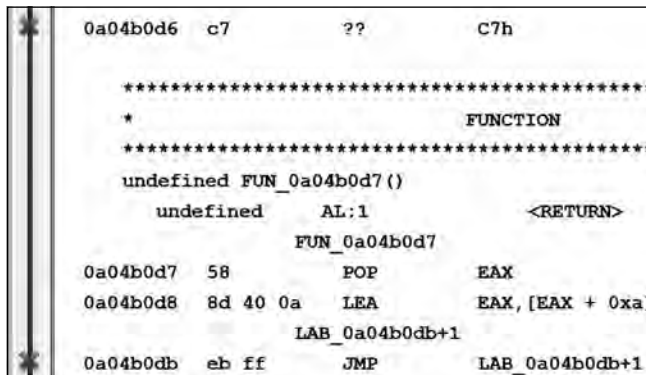 0a04b0d6 c7 ?? C7h
*********************************************
* FUNCTION
*********************************************
undefined FUN_0a04b0d7()
undefined AL:1 <RETURN>
FUN_0a04b0d7
0a04b0d7 58 POP EAX
0a04b0d8 8d 40 0a LEA EAX,[EAX + 0xa
LAB_0a04b0db+1
0a04b0db eb ff JMP LAB_0a04b0db+1